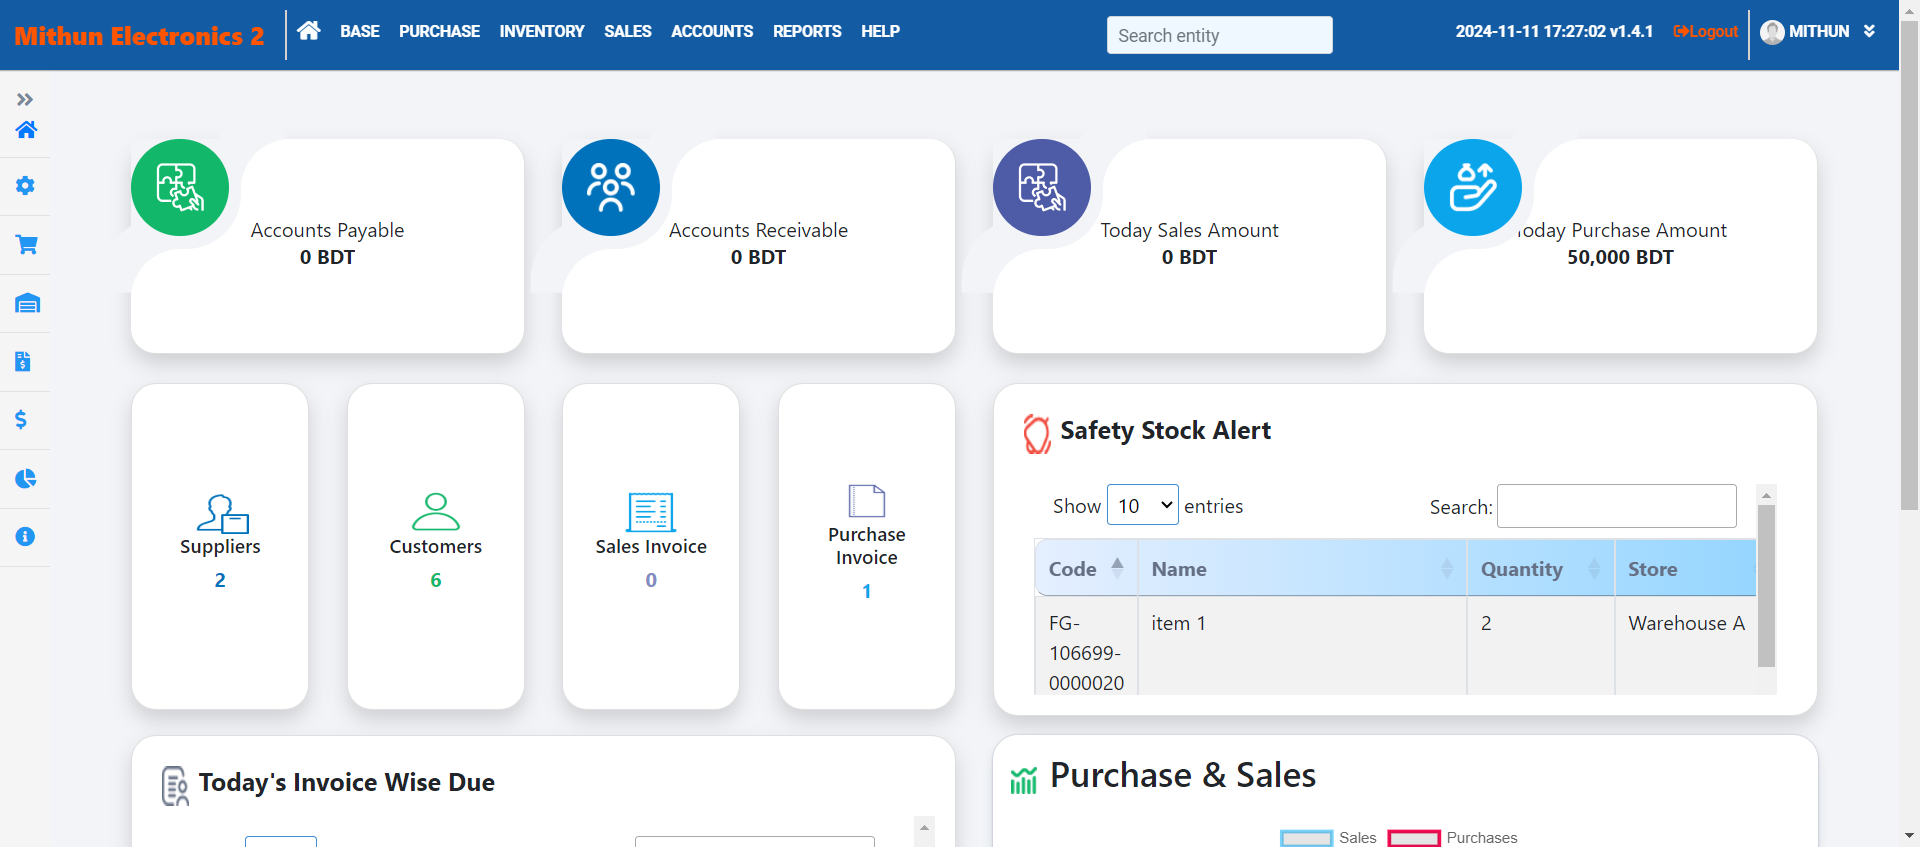 Mithun Electronics 2
BASE PURCHASE INVENTORY SALES ACCOUNTS REPORTS HELP
Search entity
2024-11-11 17:27:02 v1.4.1
Logout
MITHUN
Accounts Payable
0 BDT
Accounts Receivable
0 BDT
Today Sales Amount
0 BDT
Today Purchase Amount
50,000 BDT
Suppliers
2
Customers
6
Sales Invoice
0
Purchase
Invoice
1
Safety Stock Alert
Show 10 entries
Search:
Code Name Quantity Store
FG- item 1 2 Warehouse A
106699-
0000020
Today's Invoice Wise Due
Purchase & Sales
Sales Purchases